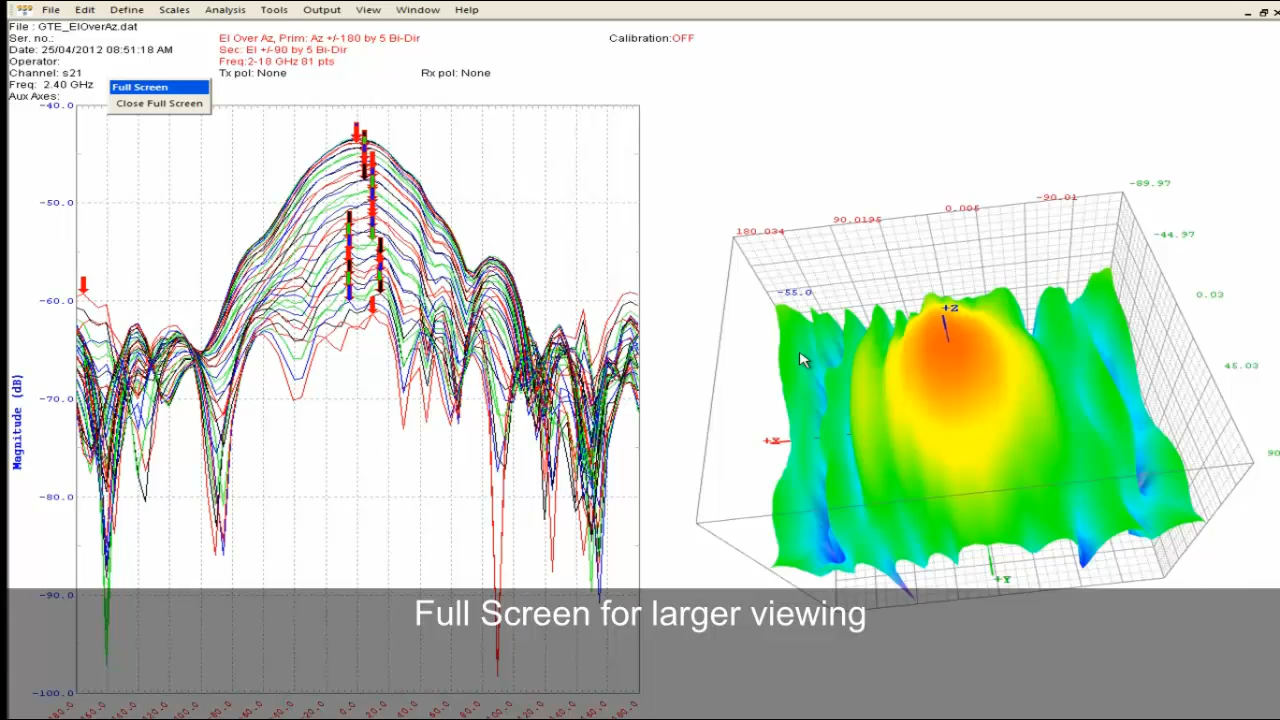 File Edit Define Scales Analysis Tools Output View Window Help
File : GTE_ElOverAz.dat
Ser. no.: El Over Az, Prim: Az +/-180 by 5 Bi-Dir Calibration:OFF
Date: 25/04/2012 08:51:18 AM Sec: El +/-90 by 5 Bi-Dir
Operator: Freq:2-18 GHz 81 pts
Channel: s21 Tx pol: None Rx pol: None
Freq: 2.40 GHz
Aux Axes:
Full Screen
Close Full Screen
-40.0
-50.0
-60.0
-70.0
-80.0
-90.0
-100.0
Magnitude (dB)
-89.97
-90.01
0.006
90.0195
180.034
-44.97
-55.0
0.03
45.03
90
+Z
+X
+Y
Full Screen for larger viewing